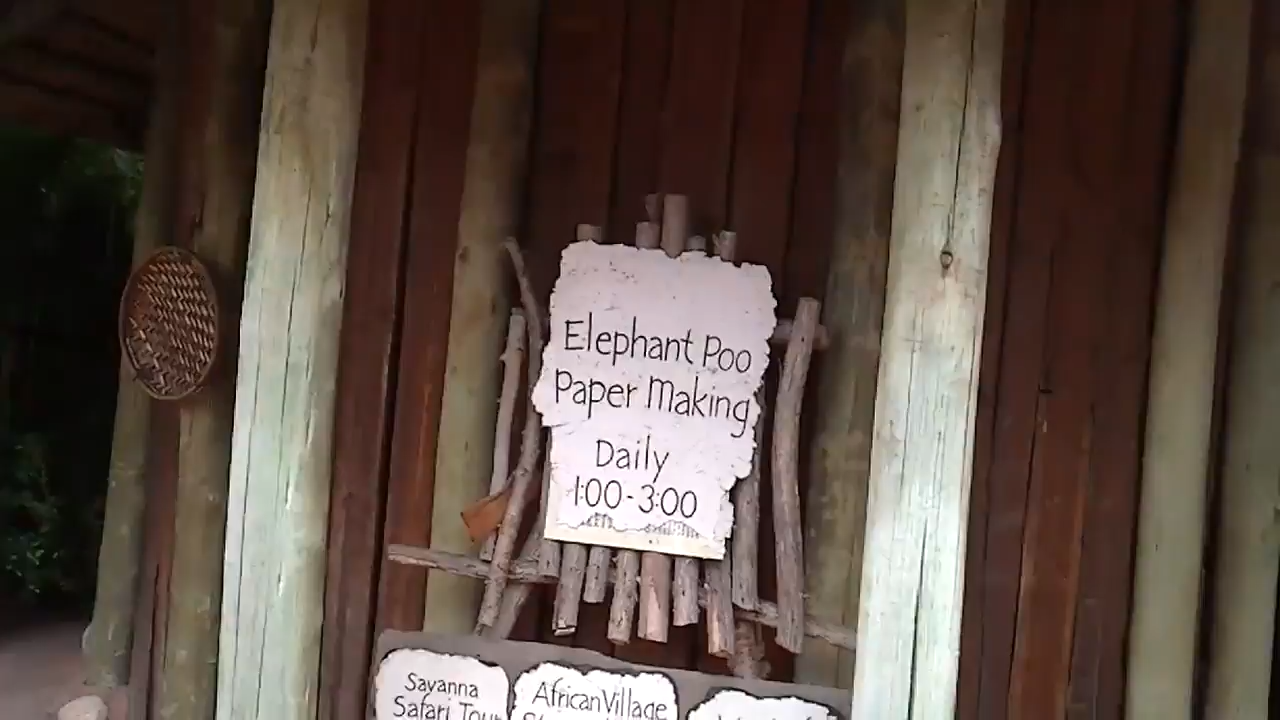 Elephant Poo
Paper Making
Daily
1:00-3:00
Savanna
Safari Tour
African Village